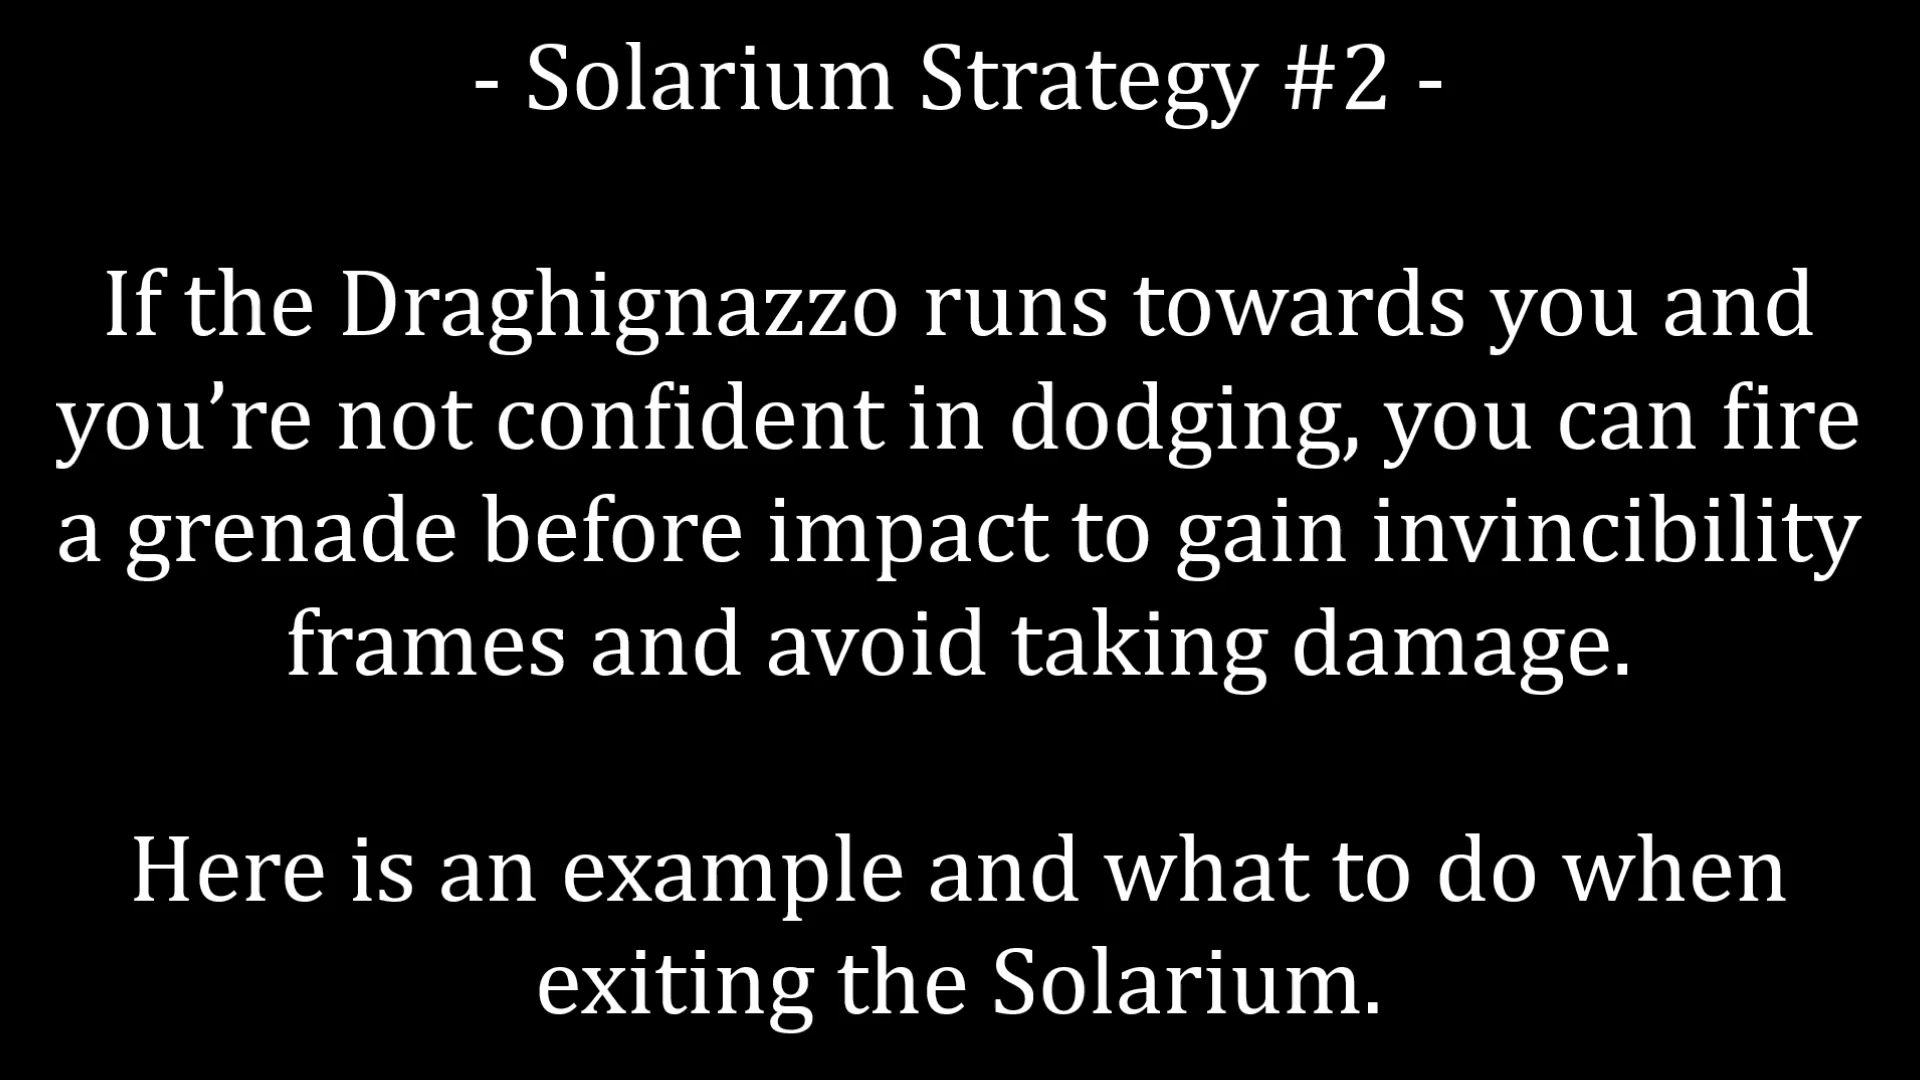 - Solarium Strategy #2 -
If the Draghignazzo runs towards you and
you’re not confident in dodging, you can fire
a grenade before impact to gain invincibility
frames and avoid taking damage.
Here is an example and what to do when
exiting the Solarium.